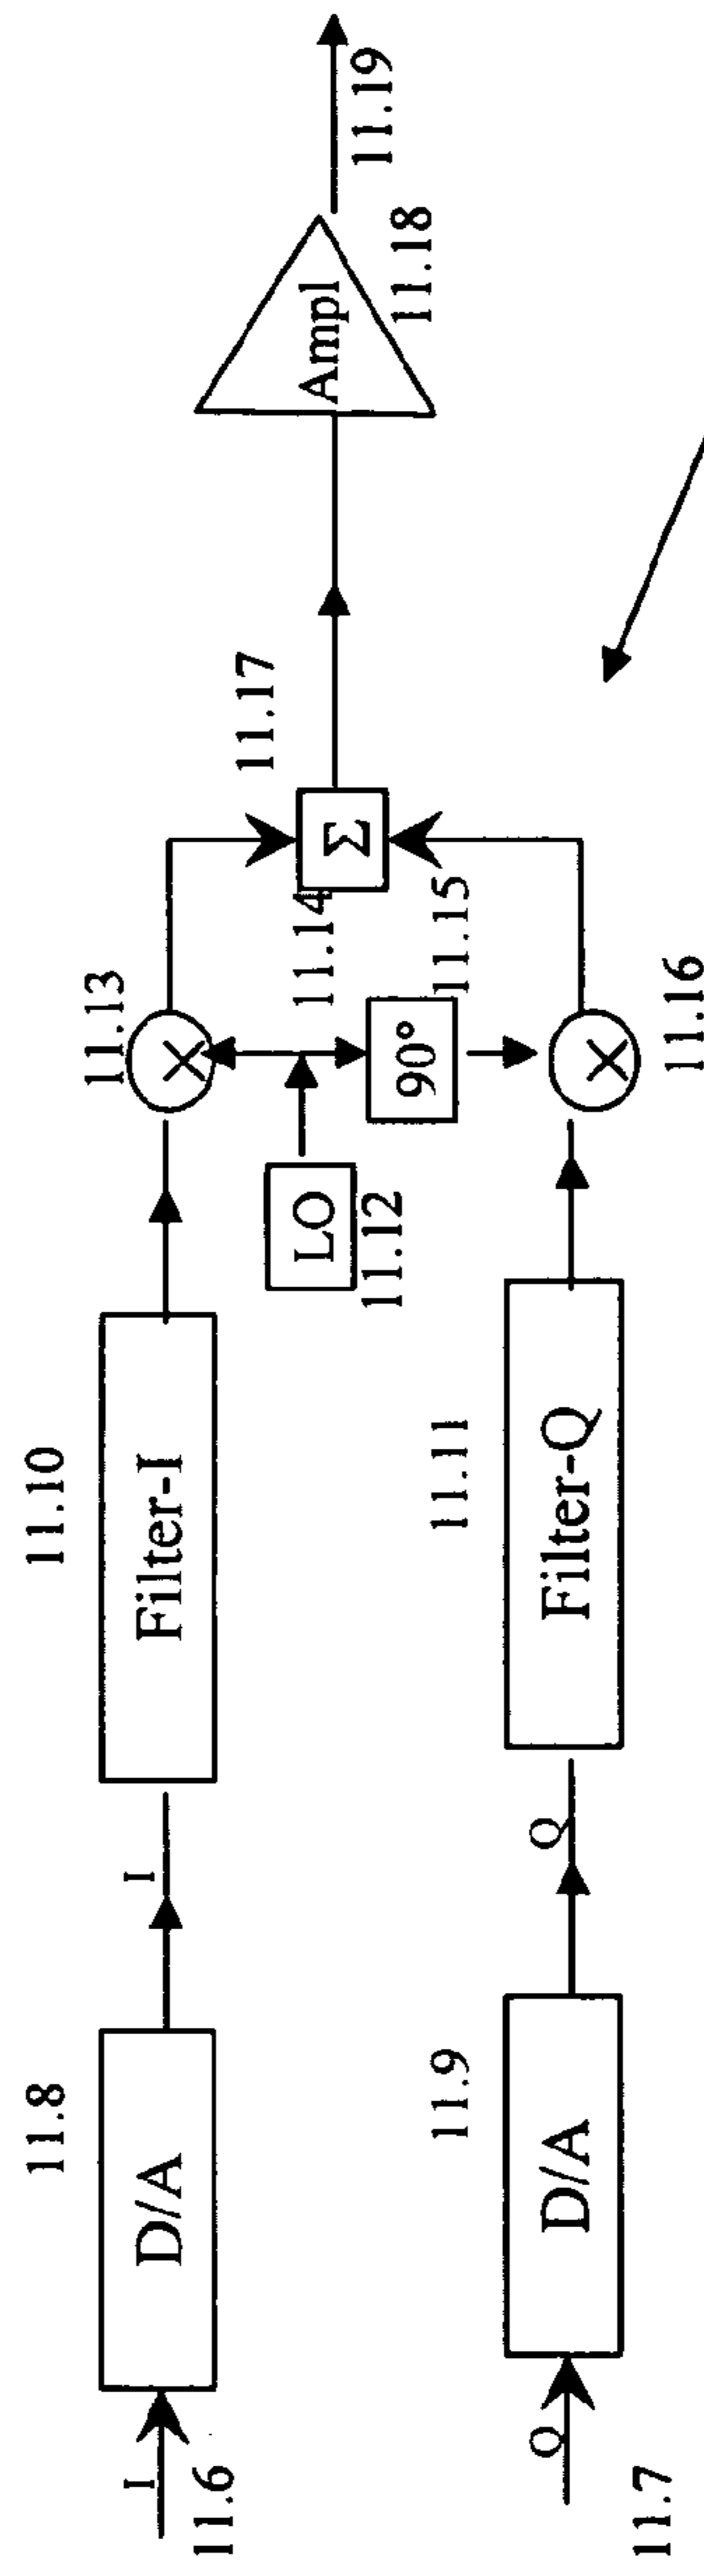 11.8
11.10
11.13
I
D/A
I
Filter-I
X
11.6
11.17
LO
11.14
Σ
Ampl
11.19
11.12
90°
11.15
11.18
11.9
11.11
Q
D/A
Q
Filter-Q
X
11.7
11.16